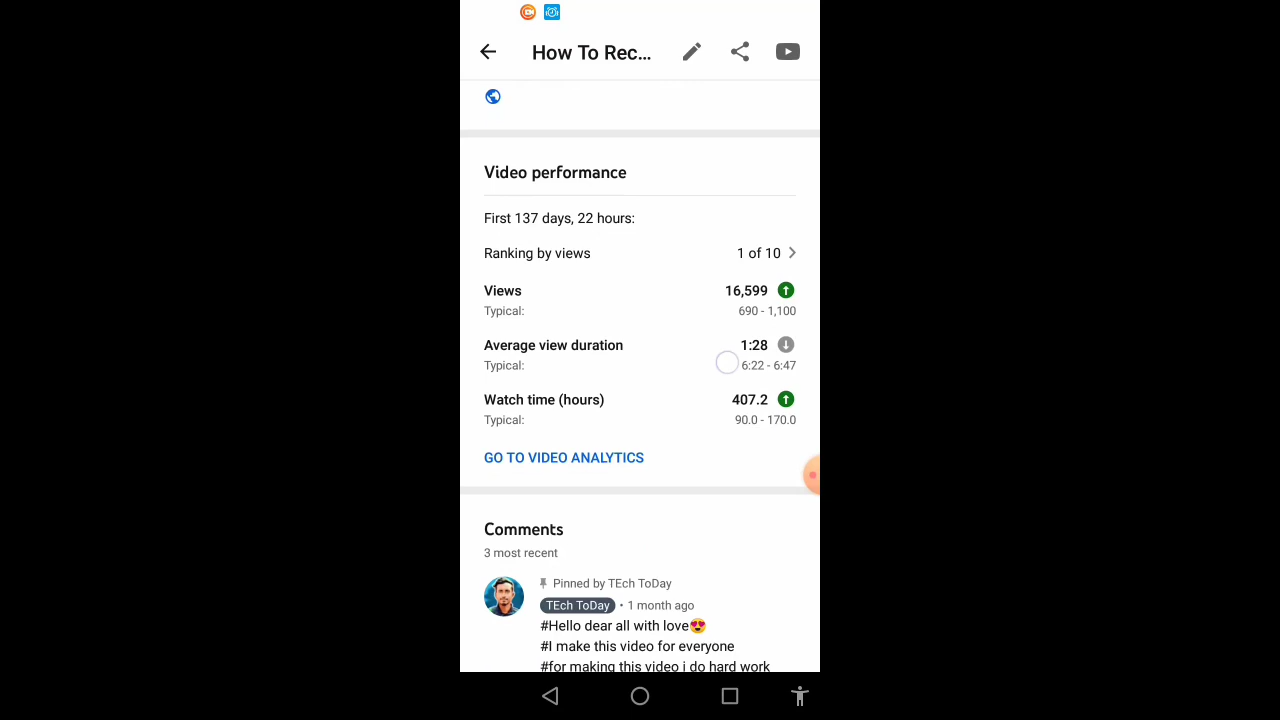 How To Rec...
Video performance
First 137 days, 22 hours:
Ranking by views 1 of 10
Views 16,599
Typical: 690 - 1,100
Average view duration 1:28
Typical: 6:22 - 6:47
Watch time (hours) 407.2
Typical: 90.0 - 170.0
GO TO VIDEO ANALYTICS
Comments
3 most recent
Pinned by TEch ToDay
TEch ToDay • 1 month ago
#Hello dear all with love😍
#I make this video for everyone
#for making this video i do hard work